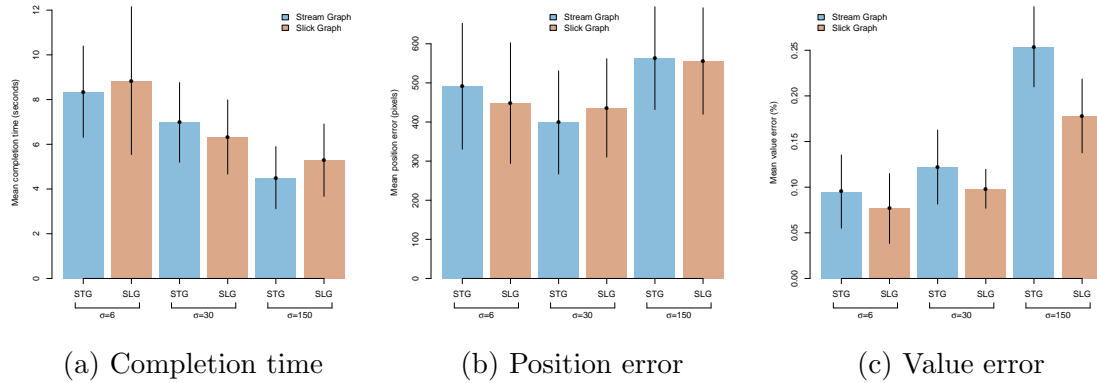 Stream Graph
Slick Graph
Mean completion time (seconds)
12
10
8
6
4
2
0
STG SLG STG SLG STG SLG
σ=6 σ=30 σ=150
(a) Completion time
Stream Graph
Slick Graph
Mean position error (pixels)
600
500
400
300
200
100
0
STG SLG STG SLG STG SLG
σ=6 σ=30 σ=150
(b) Position error
Stream Graph
Slick Graph
Mean value error (%)
0.25
0.20
0.15
0.10
0.05
0.00
STG SLG STG SLG STG SLG
σ=6 σ=30 σ=150
(c) Value error